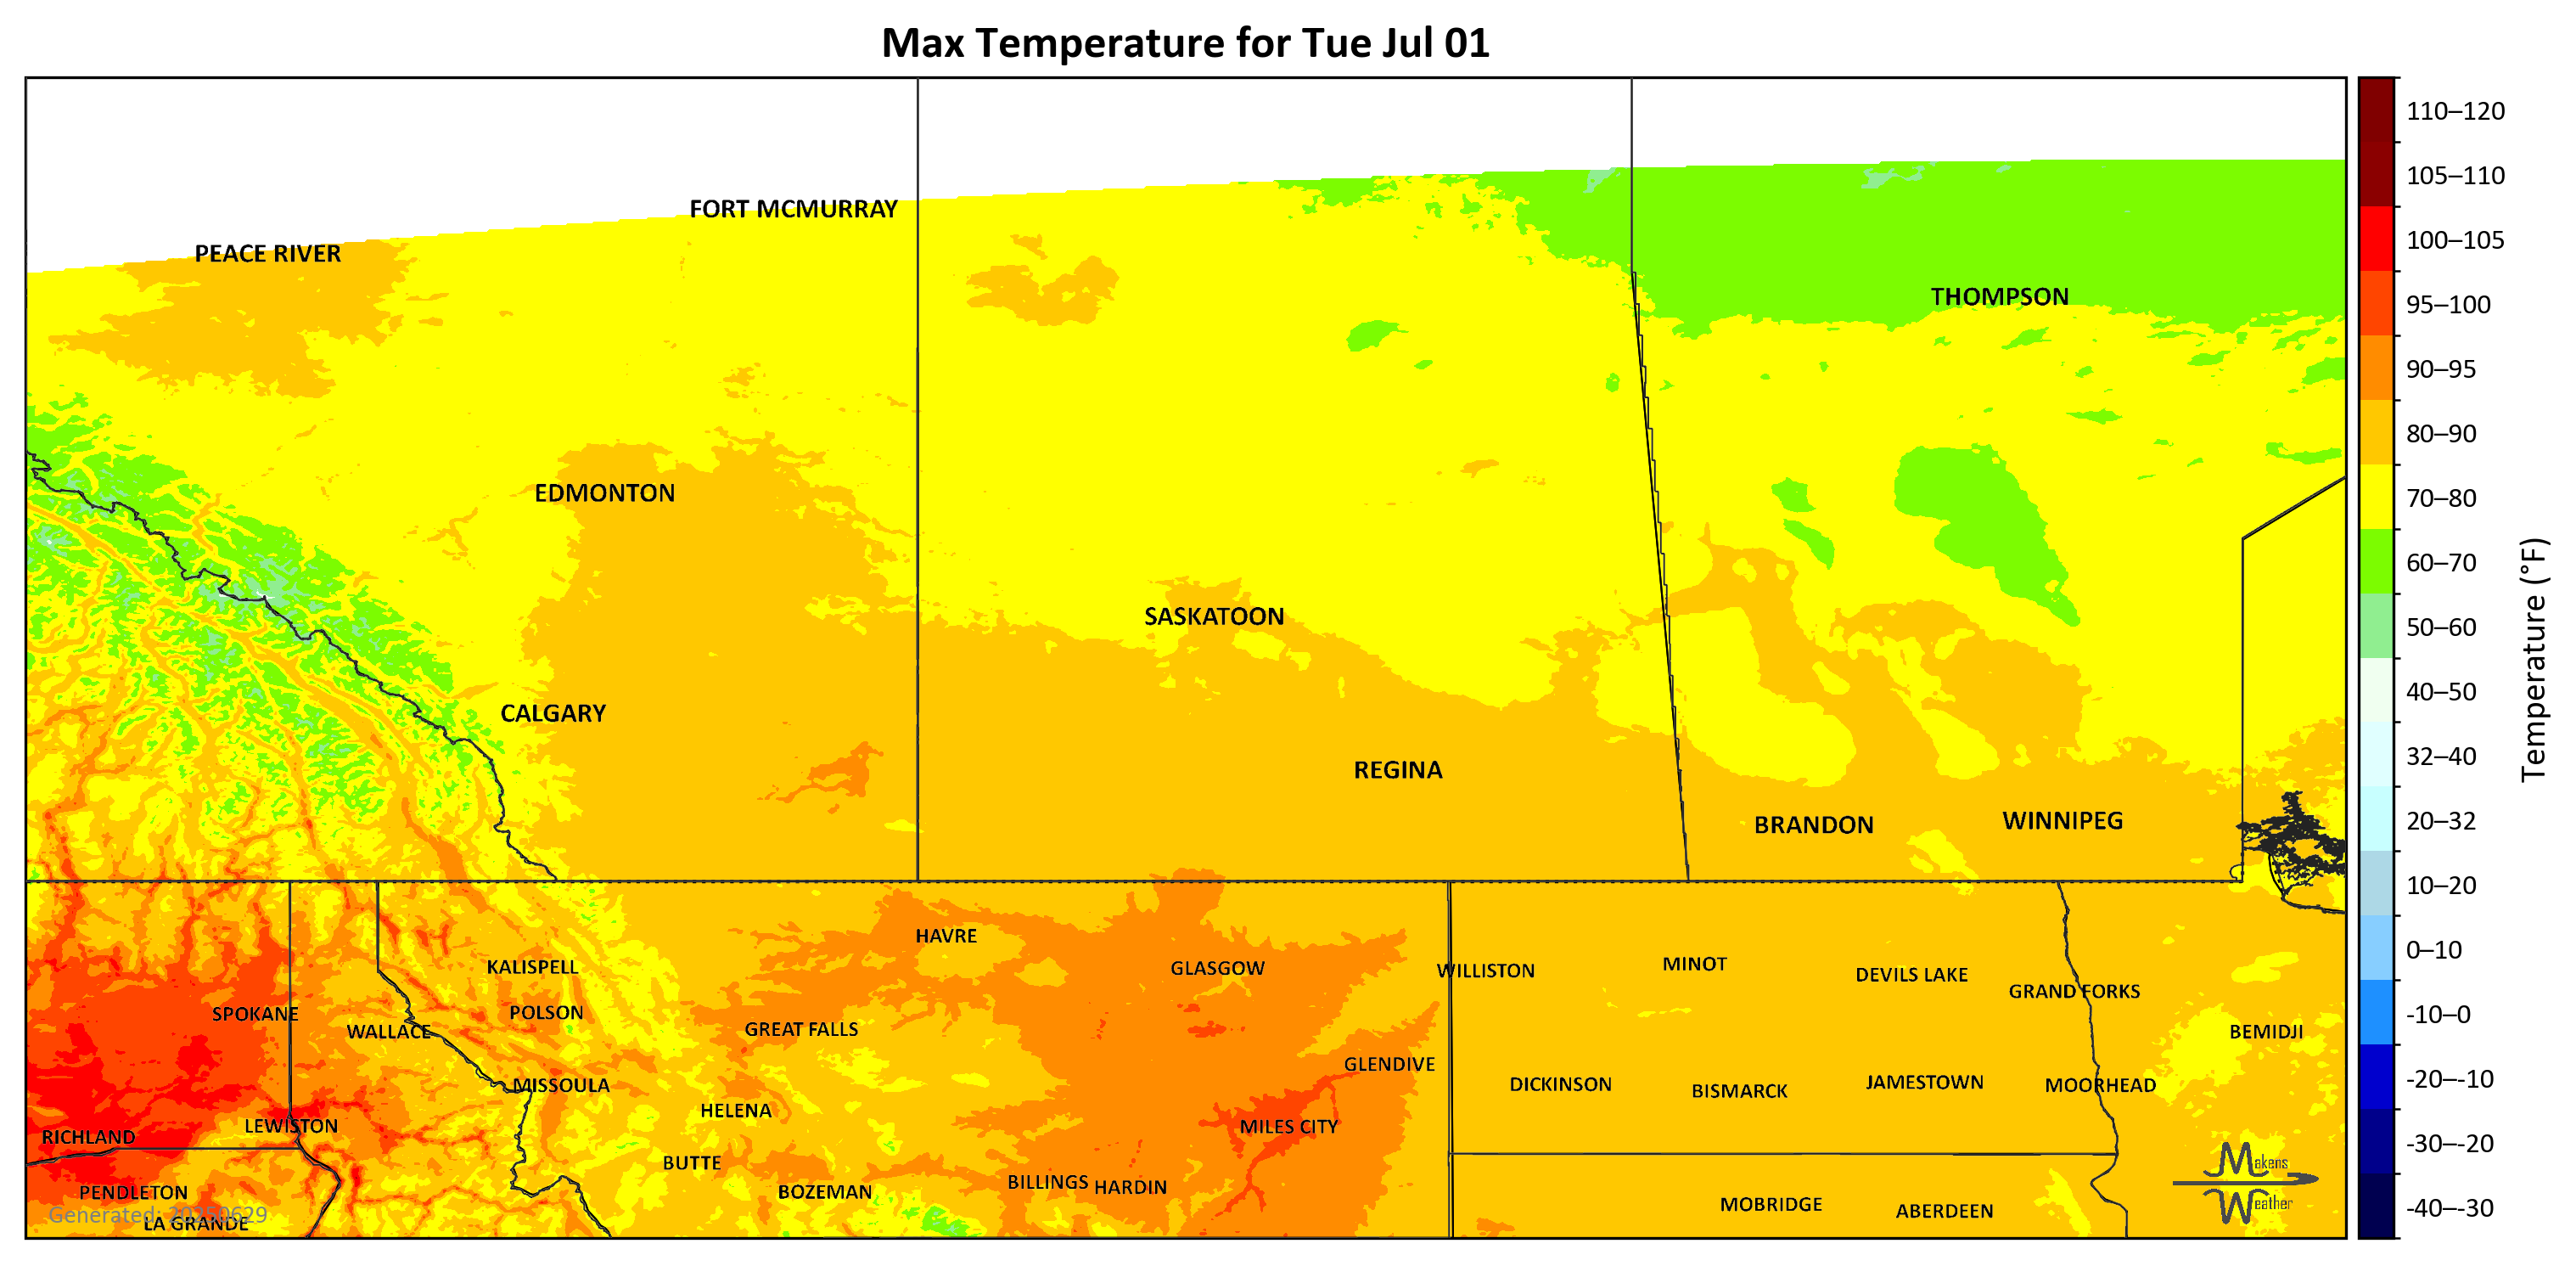 Max Temperature for Tue Jul 01
110–120
105–110
100–105
95–100
90–95
80–90
70–80
60–70
50–60
40–50
32–40
20–32
10–20
0–10
-10–0
-20–-10
-30–-20
-40–-30
Temperature (°F)
FORT MCMURRAY
PEACE RIVER
THOMPSON
EDMONTON
SASKATOON
CALGARY
REGINA
BRANDON
WINNIPEG
HAVRE
KALISPELL
GLASGOW
WILLISTON
MINOT
DEVILS LAKE
GRAND FORKS
SPOKANE
POLSON
WALLACE
GREAT FALLS
BEMIDJI
GLENDIVE
MISSOULA
DICKINSON
BISMARCK
JAMESTOWN
MOORHEAD
HELENA
LEWISTON
MILES CITY
RICHLAND
BUTTE
BOZEMAN
BILLINGS
HARDIN
PENDLETON
MOBRIDGE
ABERDEEN
LA GRANDE
Generated: 20250629
Makens
Weather